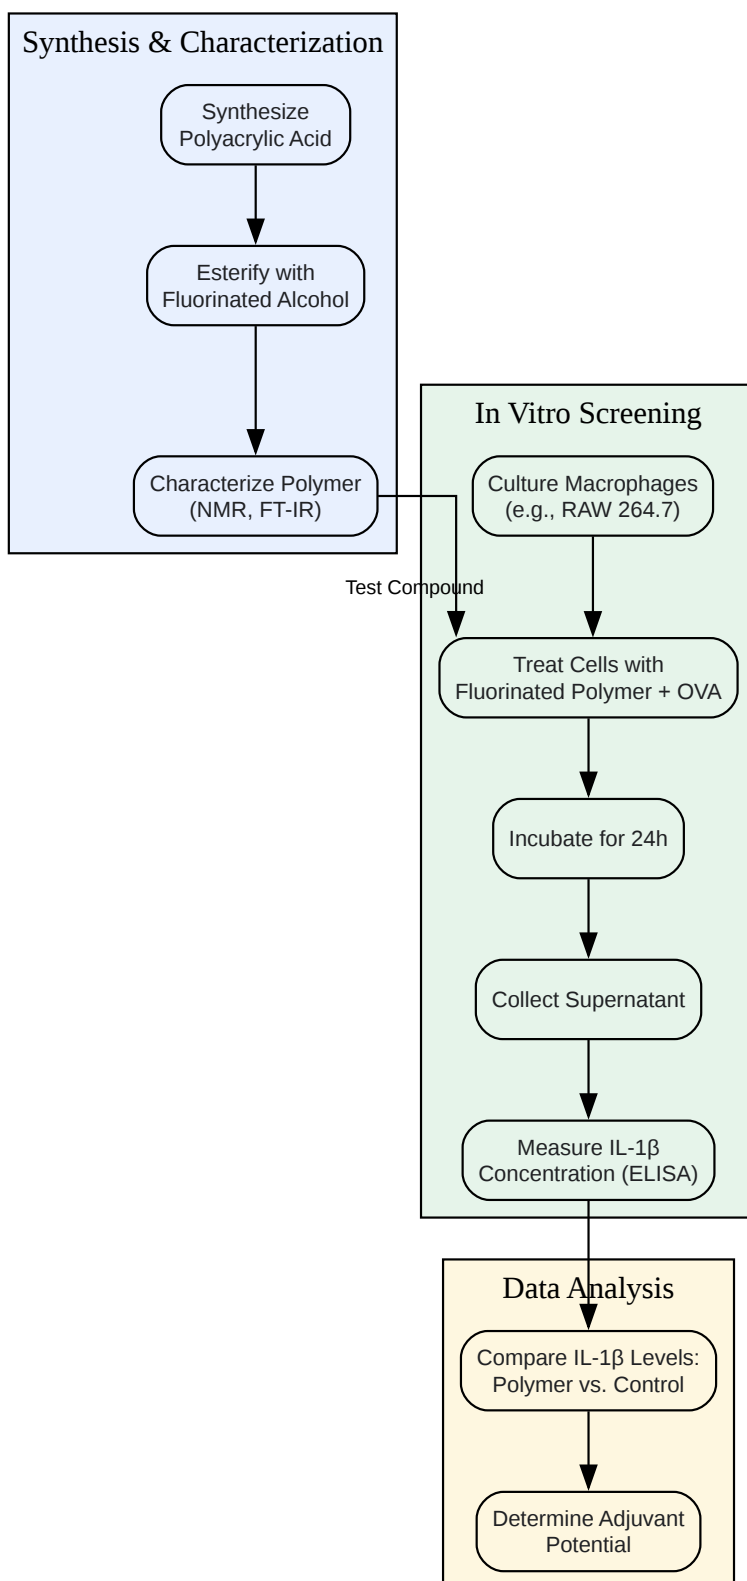 Synthesis & Characterization
Synthesize
Polyacrylic Acid
Esterify with
Fluorinated Alcohol
Characterize Polymer
(NMR, FT-IR)
Test Compound
In Vitro Screening
Culture Macrophages
(e.g., RAW 264.7)
Treat Cells with
Fluorinated Polymer + OVA
Incubate for 24h
Collect Supernatant
Measure IL-1β
Concentration (ELISA)
Data Analysis
Compare IL-1β Levels:
Polymer vs. Control
Determine Adjuvant
Potential